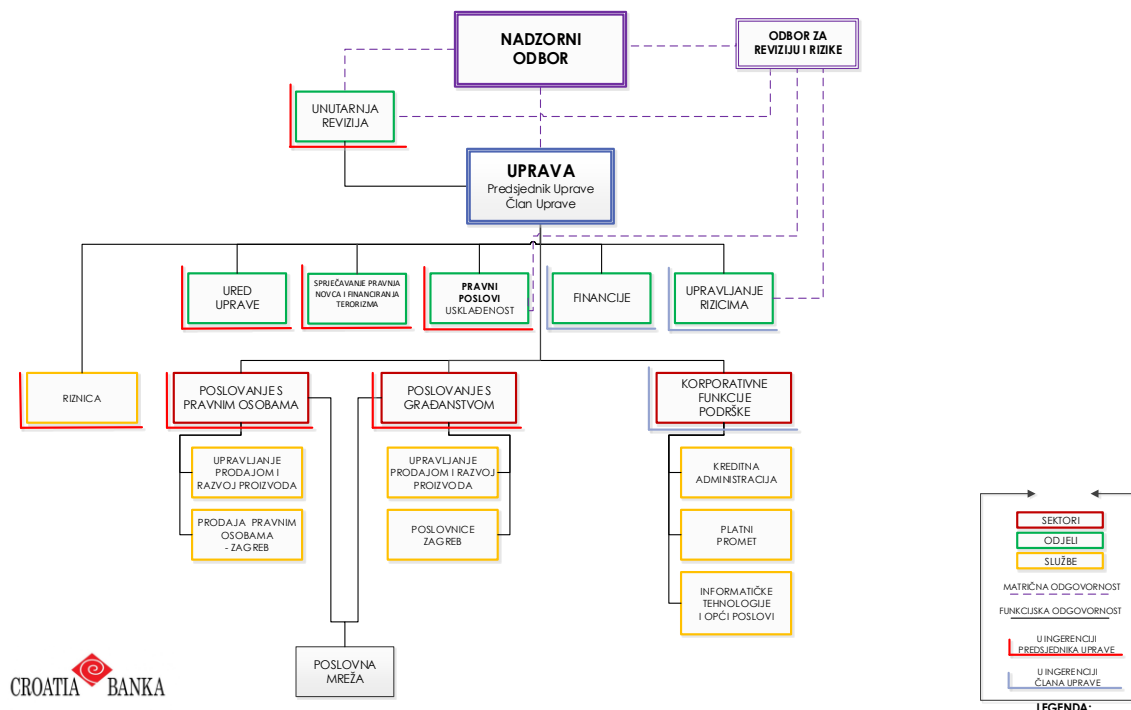 NADZORNI
ODBOR
ODBOR ZA
REVIZIJU I RIZIKE
UNUTARNJA
REVIZIJA
UPRAVA
Predsjednik Uprave
Član Uprave
URED
UPRAVE
SPRJEČAVANJE PRAVNJA
NOVCA I FINANCIRANJA
TERORIZMA
PRAVNI
POSLOVI
USKLAĐENOST
FINANCIJE
UPRAVLJANJE
RIZICIMA
RIZNICA
POSLOVANJE S
PRAVNIM OSOBAMA
POSLOVANJE S
GRAĐANSTVOM
KORPORATIVNE
FUNKCIJE
PODRŠKE
UPRAVLJANJE
PRODAJOM I
RAZVOJ PROIZVODA
UPRAVLJANJE
PRODAJOM I RAZVOJ
PROIZVODA
KREDITNA
ADMINISTRACIJA
PRODAJA PRAVNIM
OSOBAMA
- ZAGREB
POSLOVNICE
ZAGREB
PLATNI
PROMET
INFORMATIČKE
TEHNOLOGIJE
I OPĆI POSLOVI
POSLOVNA
MREŽA
CROATIA BANKA
SEKTORI
ODJELI
SLUŽBE
MATRIČNA ODGOVORNOST
FUNKCIJSKA ODGOVORNOST
U INGERENCIJI
PREDSJEDNIKA UPRAVE
U INGERENCIJI
ČLANA UPRAVE
LEGENDA: